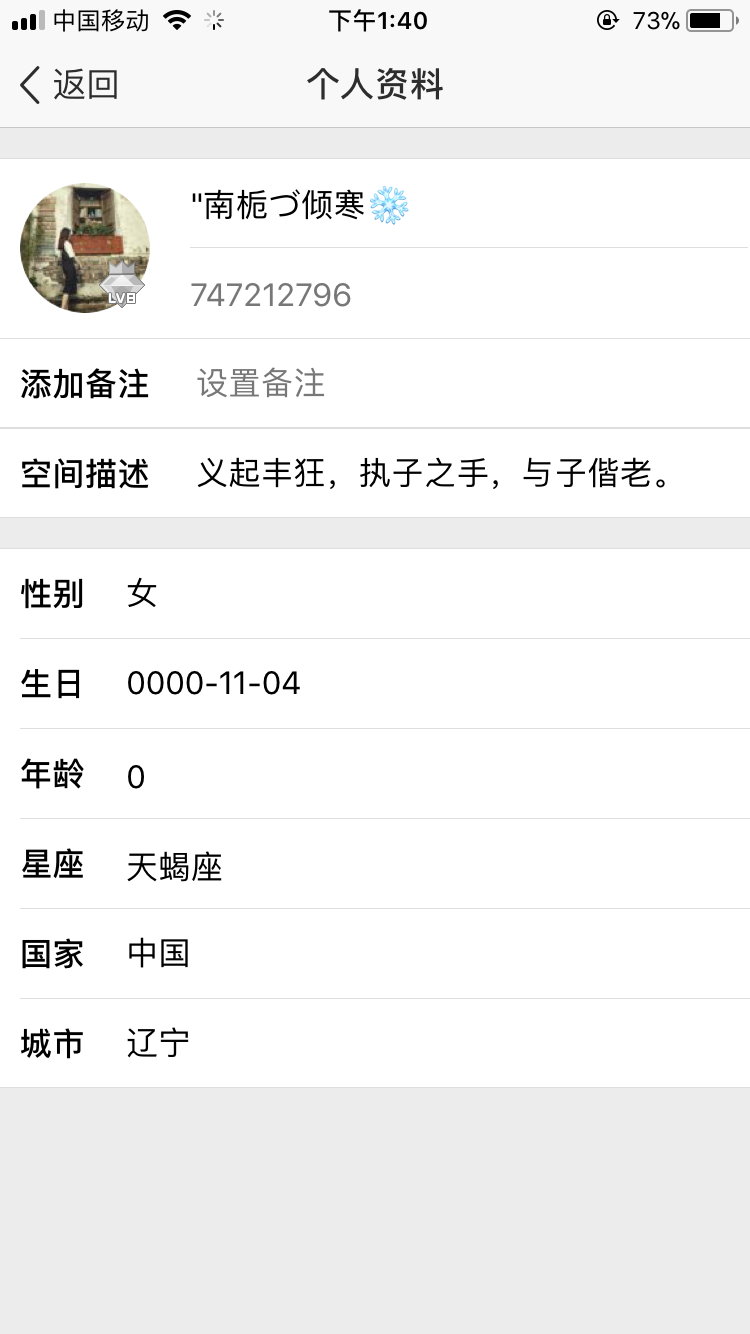 中国移动 下午1:40 73%
返回 个人资料
"南栀づ倾寒❄️
LV8
747212796
添加备注 设置备注
空间描述 义起丰狂，执子之手，与子偕老。
性别 女
生日 0000-11-04
年龄 0
星座 天蝎座
国家 中国
城市 辽宁